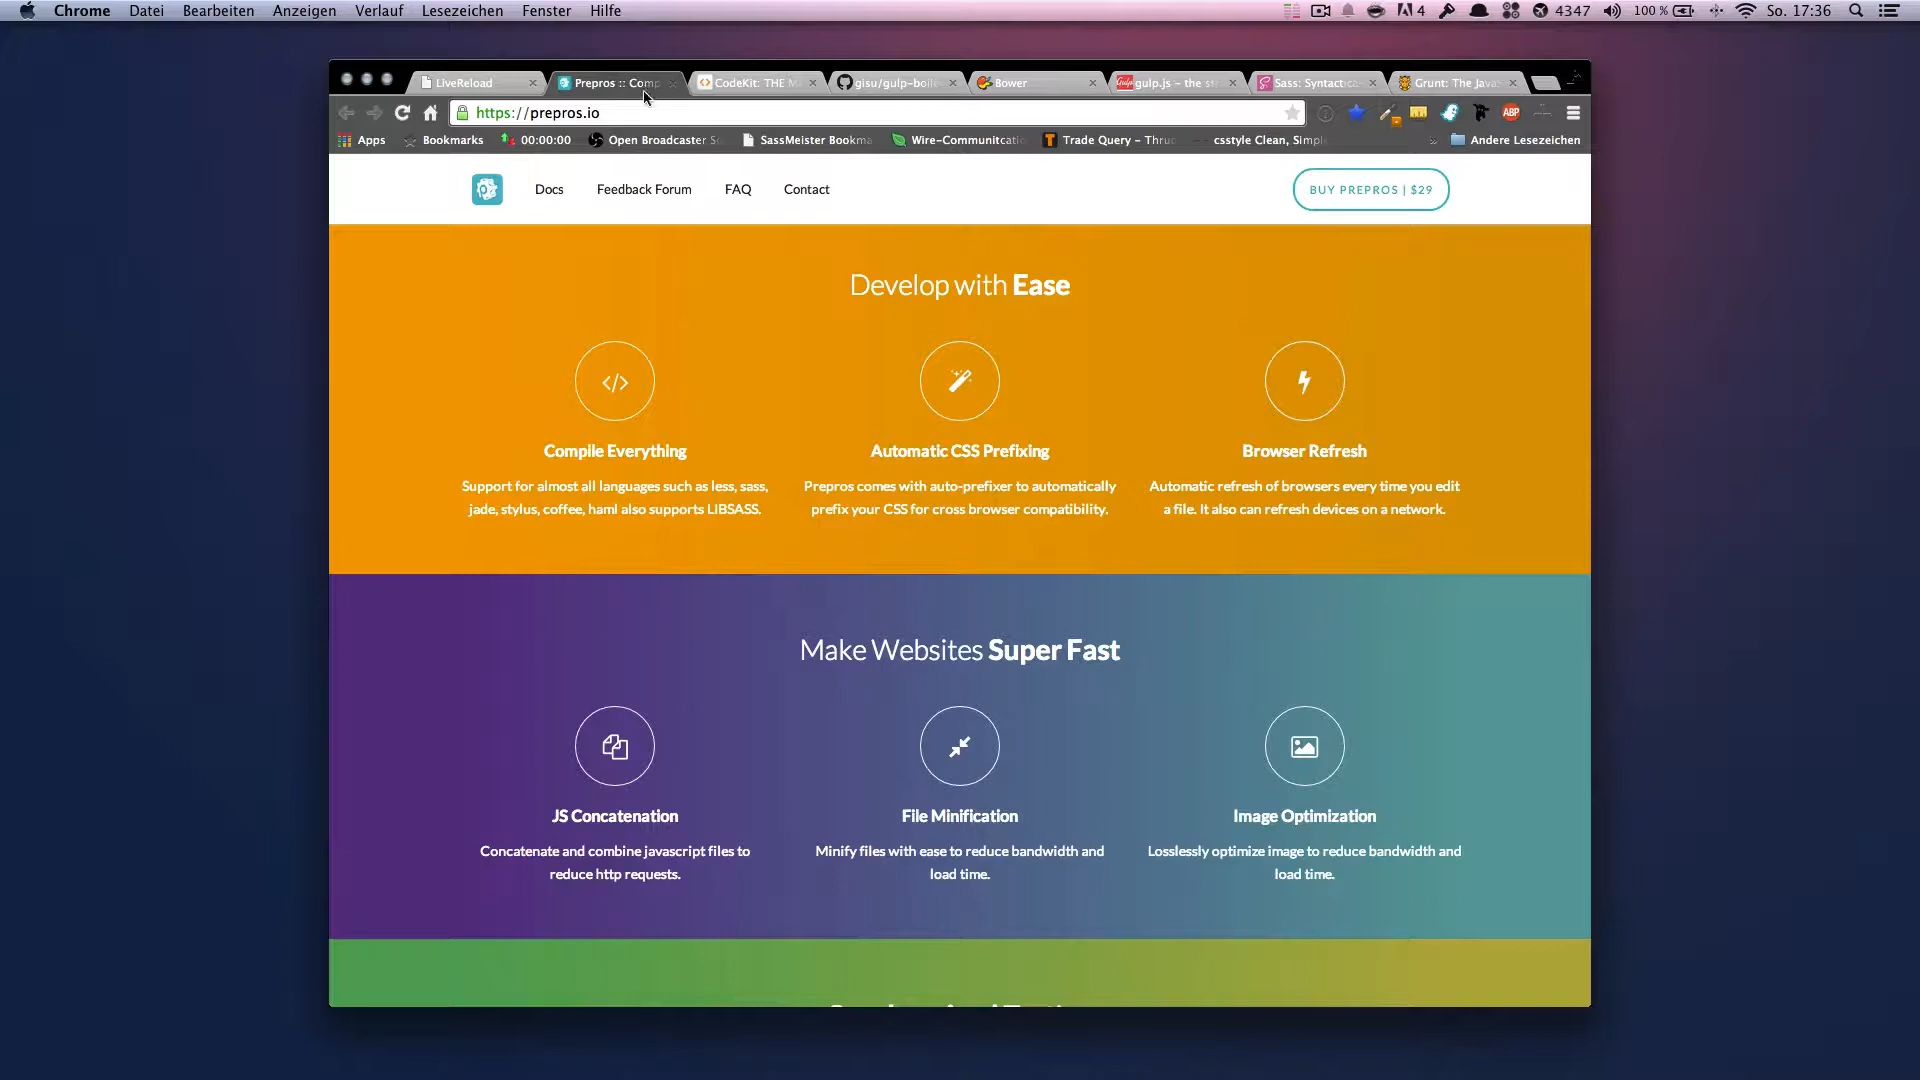 Chrome Datei Bearbeiten Anzeigen Verlauf Lesezeichen Fenster Hilfe 4 4347 100 % So. 17:36
LiveReload Prepros :: Comp CodeKit: THE M gisu/gulp-boile Bower gulp.js – the st Sass: Syntactica Grunt: The Java
https://prepros.io
Apps Bookmarks 00:00:00 Open Broadcaster So SassMeister Bookma Wire-Communitcatio Trade Query – Thru csstyle Clean, Simple » Andere Lesezeichen
Docs Feedback Forum FAQ Contact BUY PREPROS | $29
Develop with Ease
Compile Everything Automatic CSS Prefixing Browser Refresh
Support for almost all languages such as less, sass, Prepros comes with auto-prefixer to automatically Automatic refresh of browsers every time you edit
jade, stylus, coffee, haml also supports LIBSASS. prefix your CSS for cross browser compatibility. a file. It also can refresh devices on a network.
Make Websites Super Fast
JS Concatenation File Minification Image Optimization
Concatenate and combine javascript files to Minify files with ease to reduce bandwidth and Losslessly optimize image to reduce bandwidth and
reduce http requests. load time. load time.